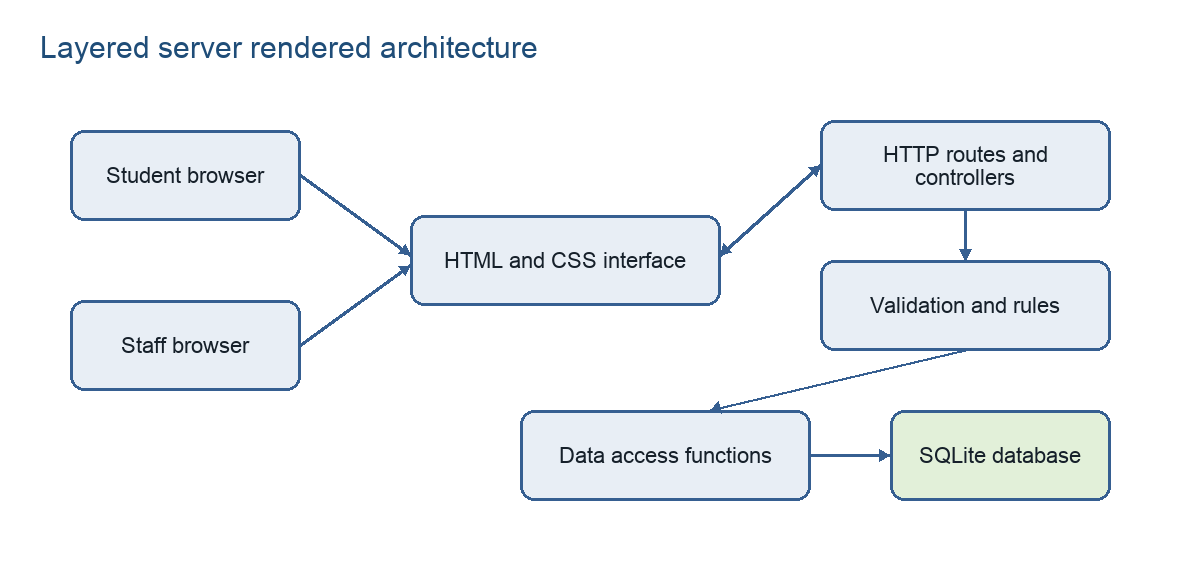 Layered server rendered architecture
Student browser
Staff browser
HTML and CSS interface
HTTP routes and
controllers
Validation and rules
Data access functions
SQLite database